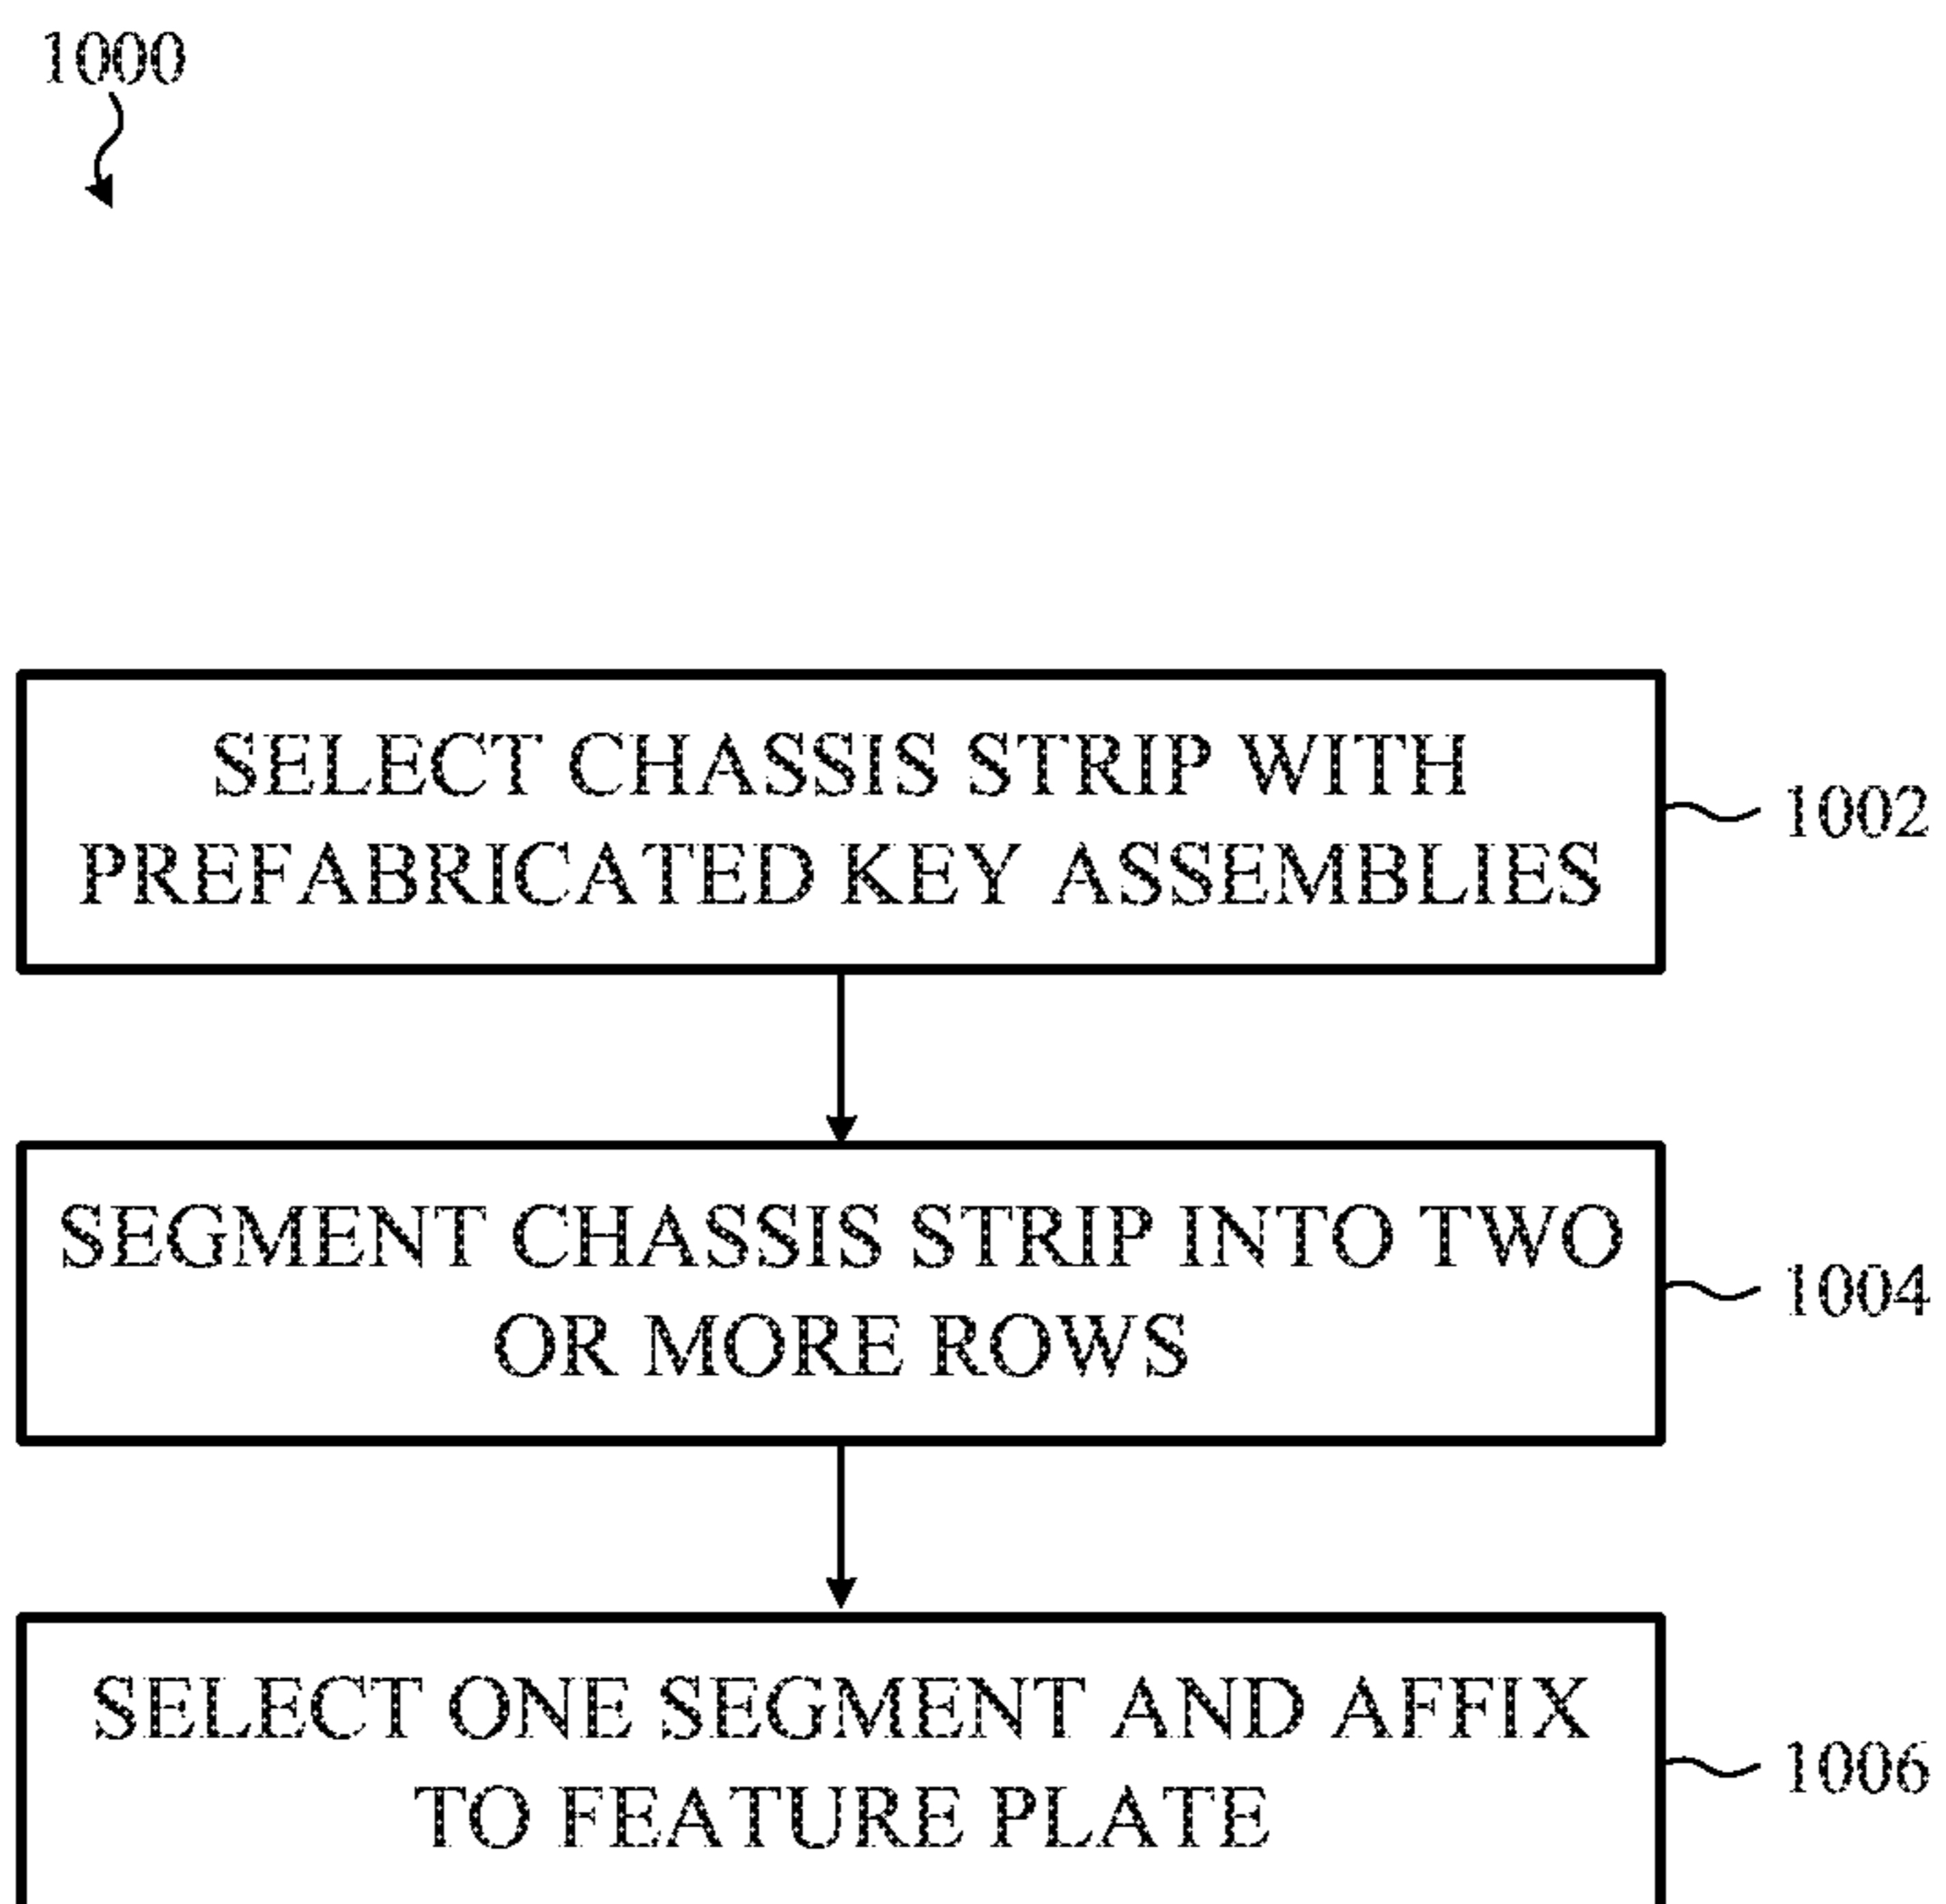 1000
SELECT CHASSIS STRIP WITH
PREFABRICATED KEY ASSEMBLIES
1002
SEGMENT CHASSIS STRIP INTO TWO
OR MORE ROWS
1004
SELECT ONE SEGMENT AND AFFIX
TO FEATURE PLATE
1006